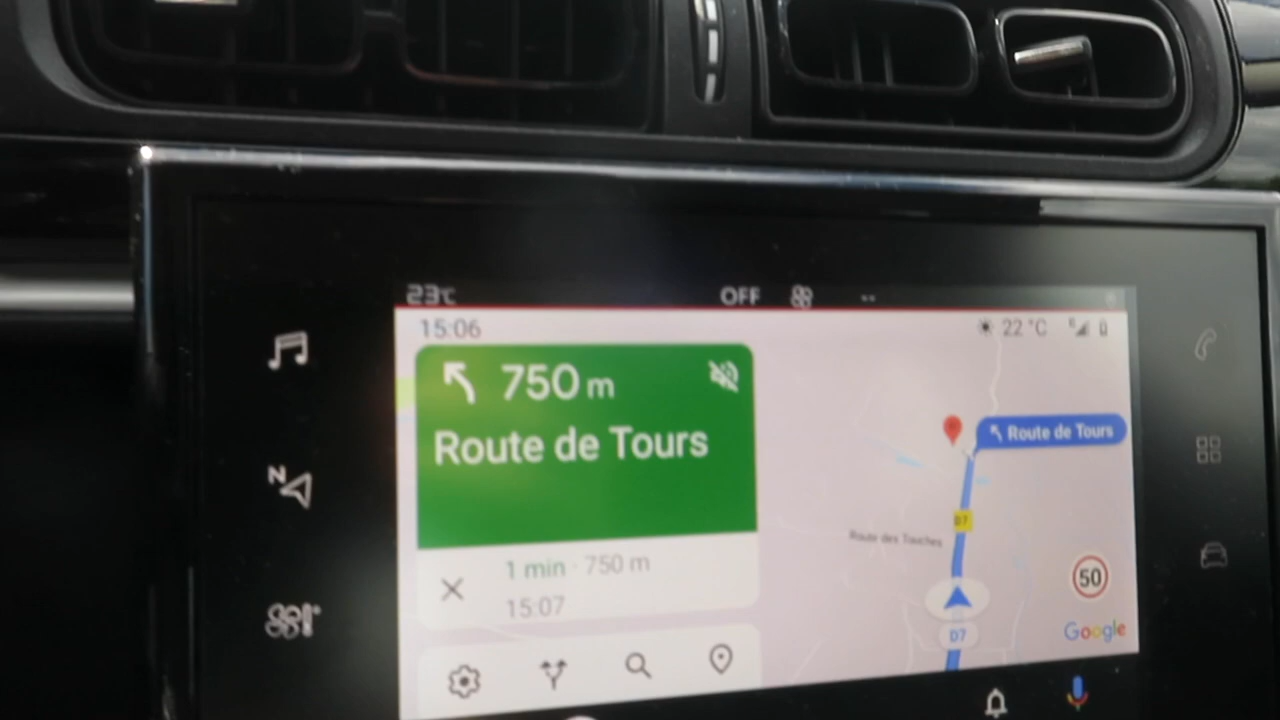 23°C OFF --
15:06
22 °C
750 m
Route de Tours
Route de Tours
D7
Route des Touches
1 min · 750 m
15:07
50
D7
Google
N